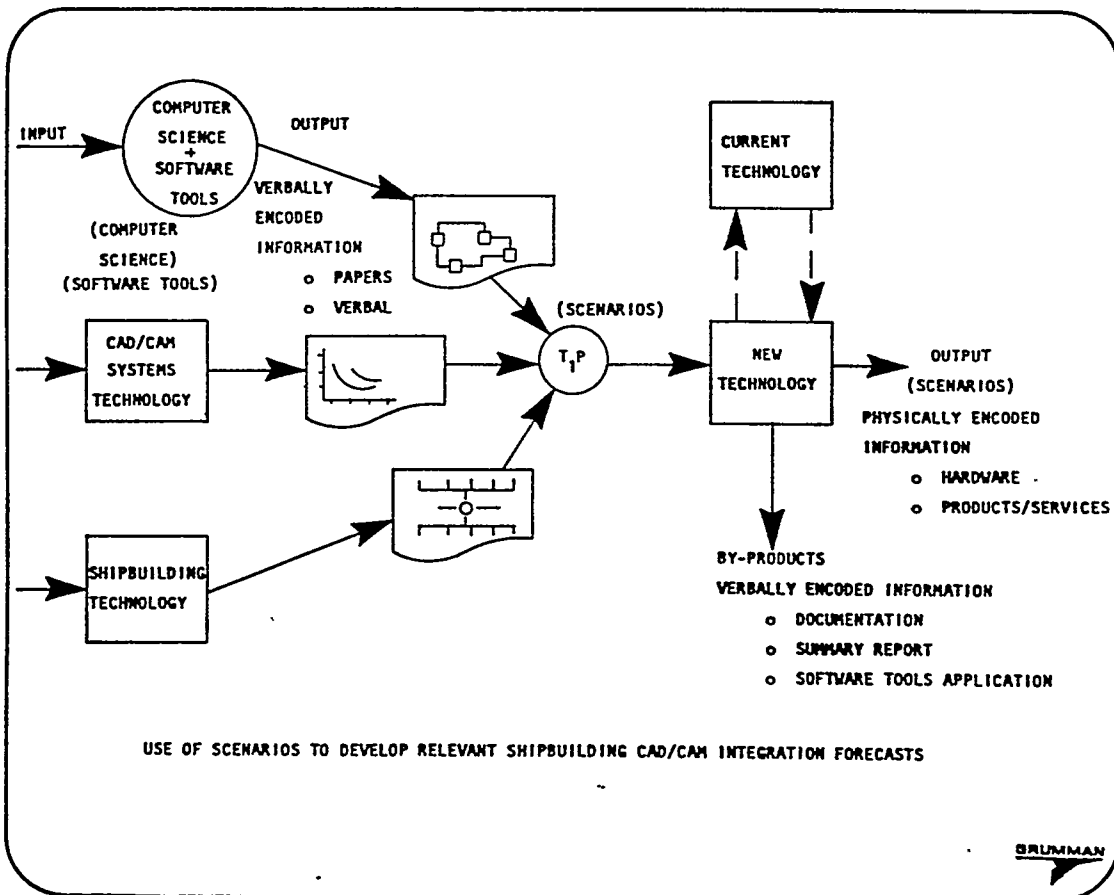 INPUT
COMPUTER
SCIENCE
+
SOFTWARE
TOOLS
OUTPUT
(COMPUTER
SCIENCE)
(SOFTWARE TOOLS)
VERBALLY
ENCODED
INFORMATION
o PAPERS
o VERBAL
CAD/CAM
SYSTEMS
TECHNOLOGY
SHIPBUILDING
TECHNOLOGY
(SCENARIOS)
T1P
CURRENT
TECHNOLOGY
NEW
TECHNOLOGY
OUTPUT
(SCENARIOS)
PHYSICALLY ENCODED
INFORMATION
o HARDWARE
o PRODUCTS/SERVICES
BY-PRODUCTS
VERBALLY ENCODED INFORMATION
o DOCUMENTATION
o SUMMARY REPORT
o SOFTWARE TOOLS APPLICATION
USE OF SCENARIOS TO DEVELOP RELEVANT SHIPBUILDING CAD/CAM INTEGRATION FORECASTS
GRUMMAN